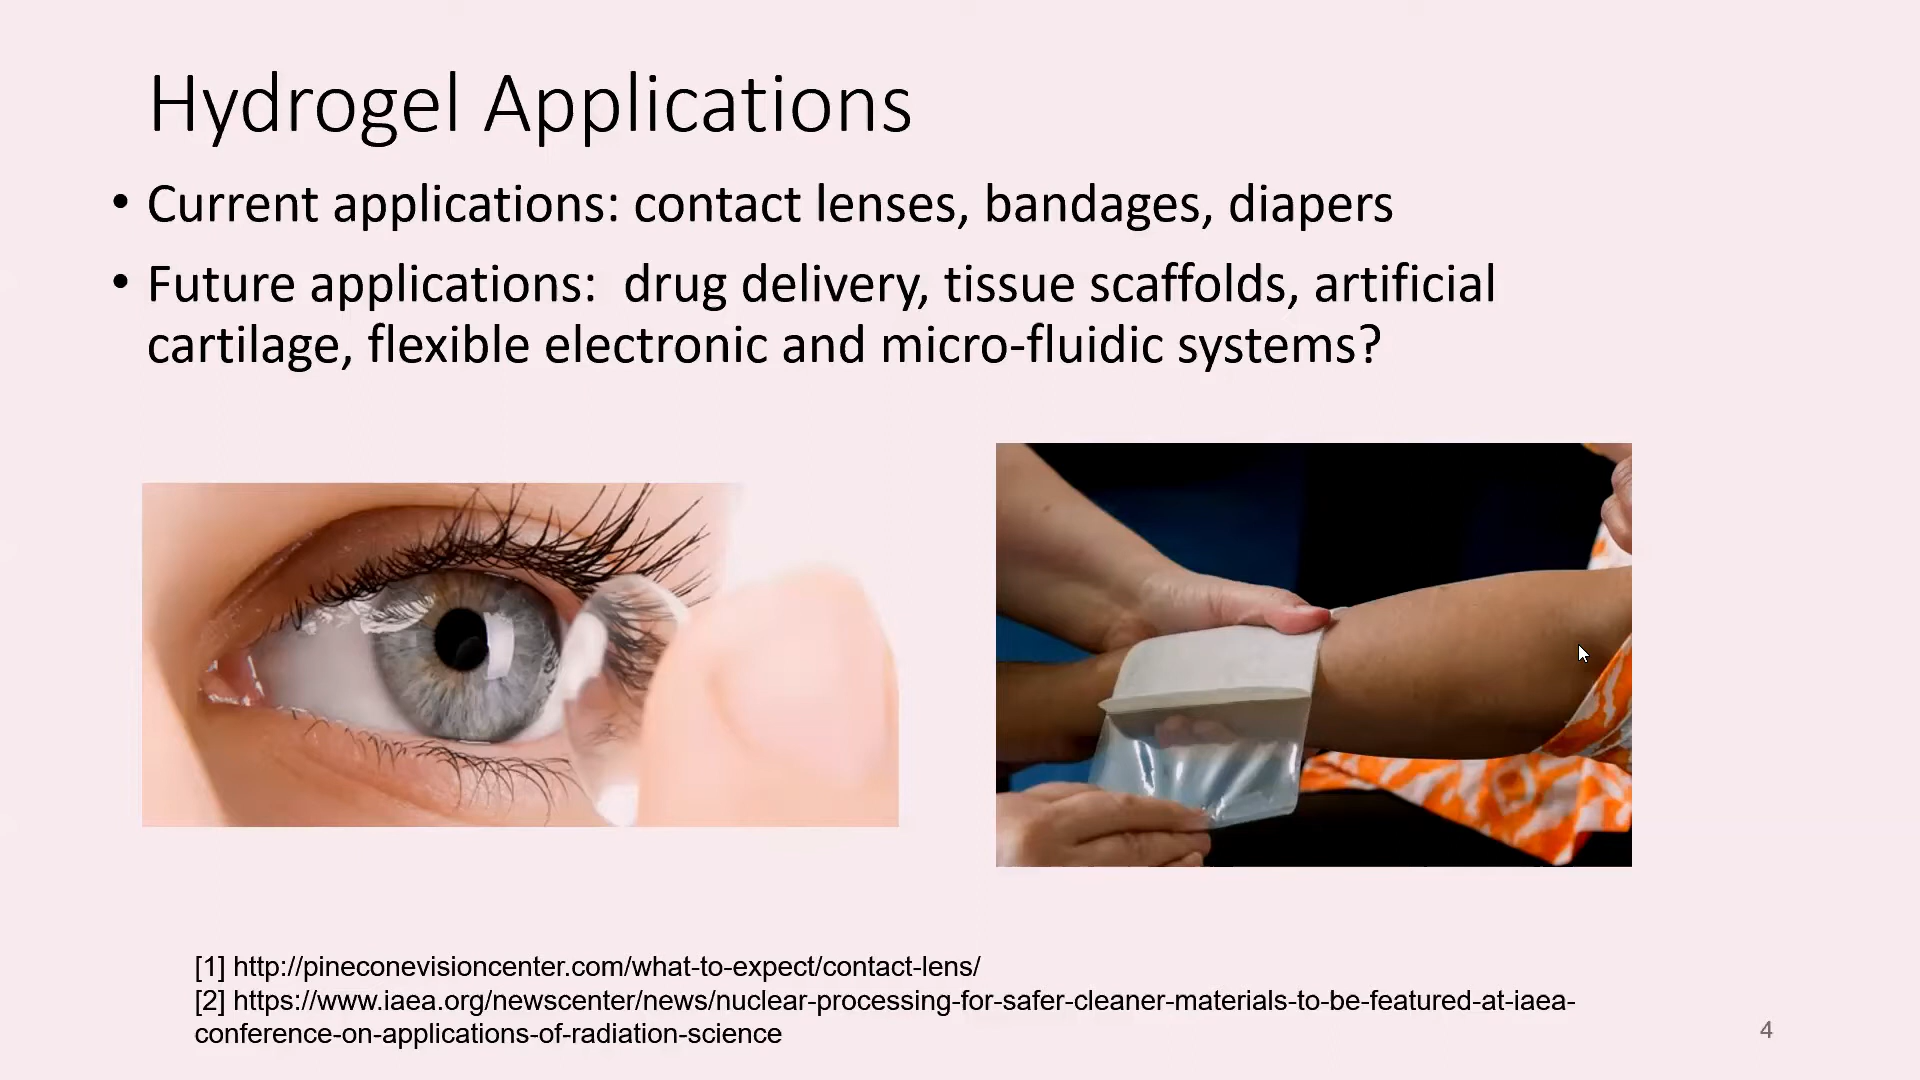 Hydrogel Applications
• Current applications: contact lenses, bandages, diapers
• Future applications:  drug delivery, tissue scaffolds, artificial
cartilage, flexible electronic and micro-fluidic systems?
[1] http://pineconevisioncenter.com/what-to-expect/contact-lens/
[2] https://www.iaea.org/newscenter/news/nuclear-processing-for-safer-cleaner-materials-to-be-featured-at-iaea-
conference-on-applications-of-radiation-science
4